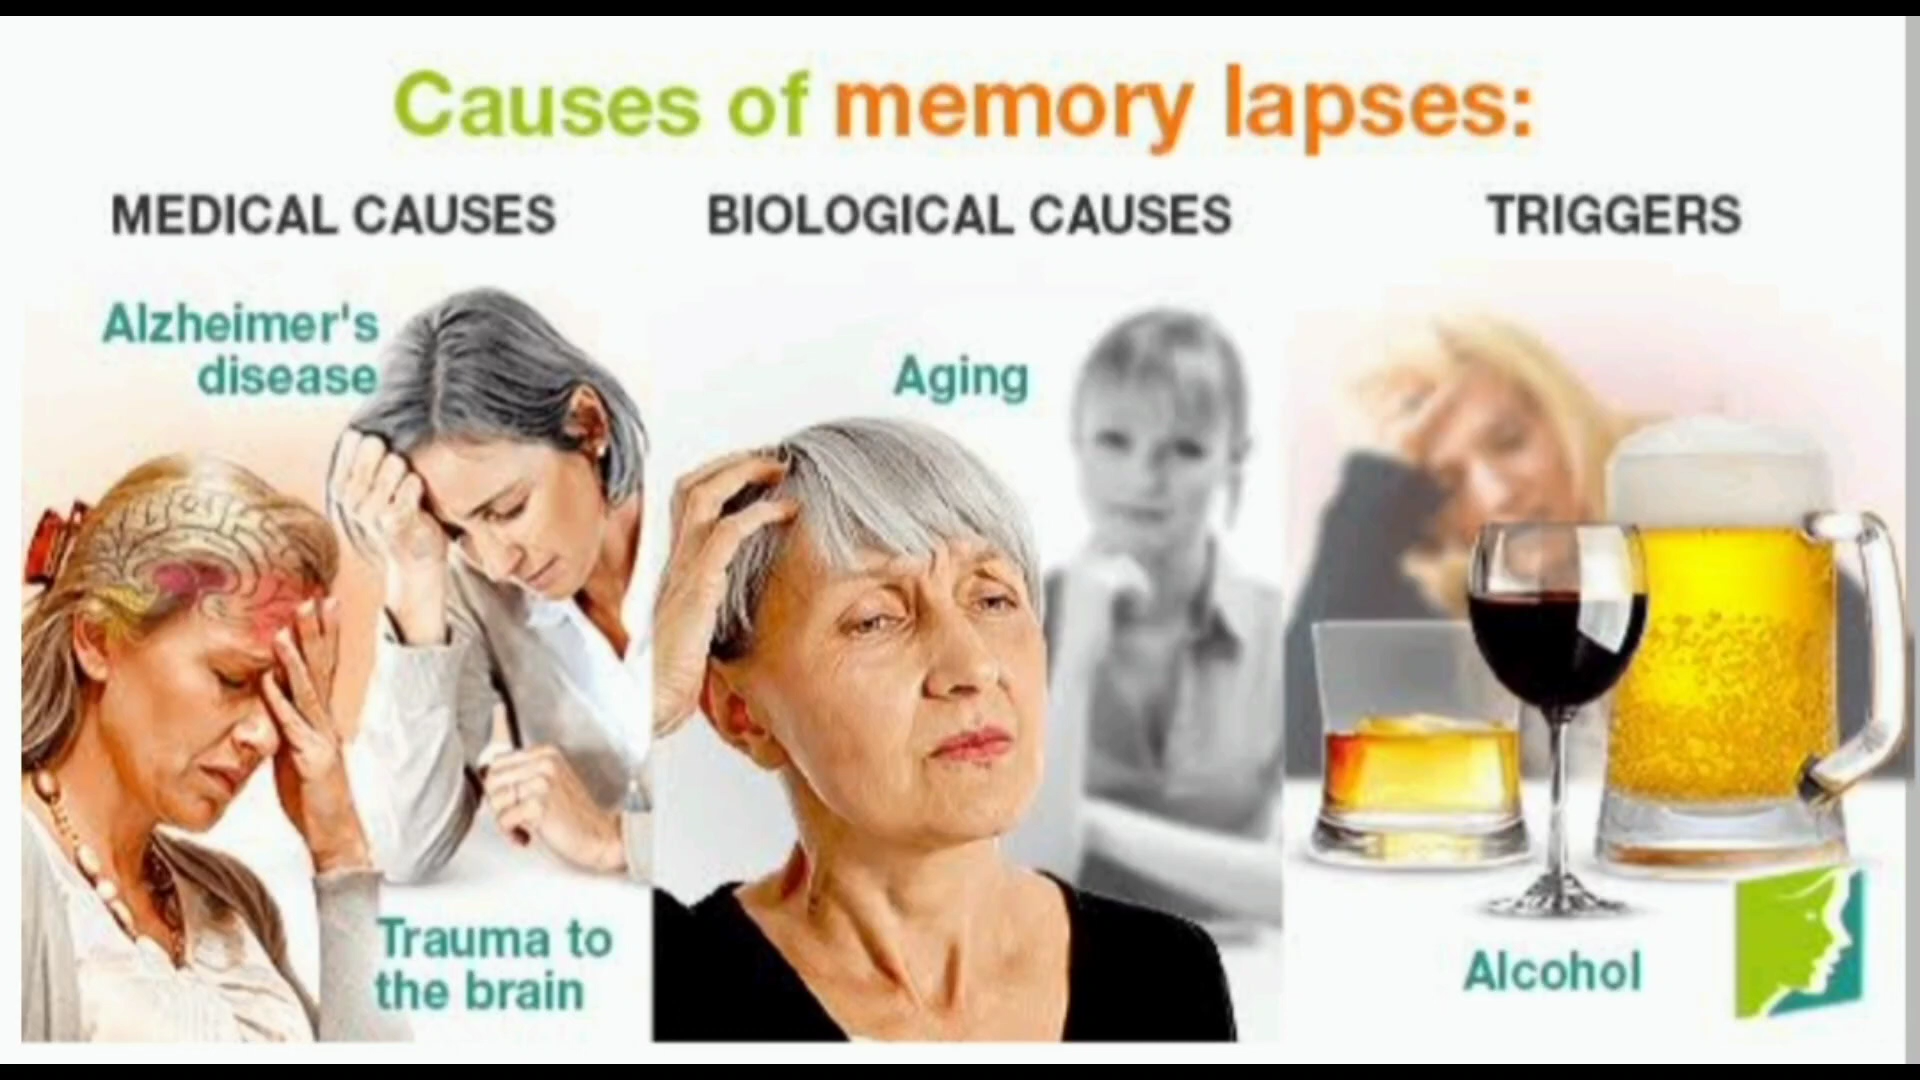 Causes of memory lapses:
MEDICAL CAUSES
Alzheimer's
disease
Trauma to
the brain
BIOLOGICAL CAUSES
Aging
TRIGGERS
Alcohol